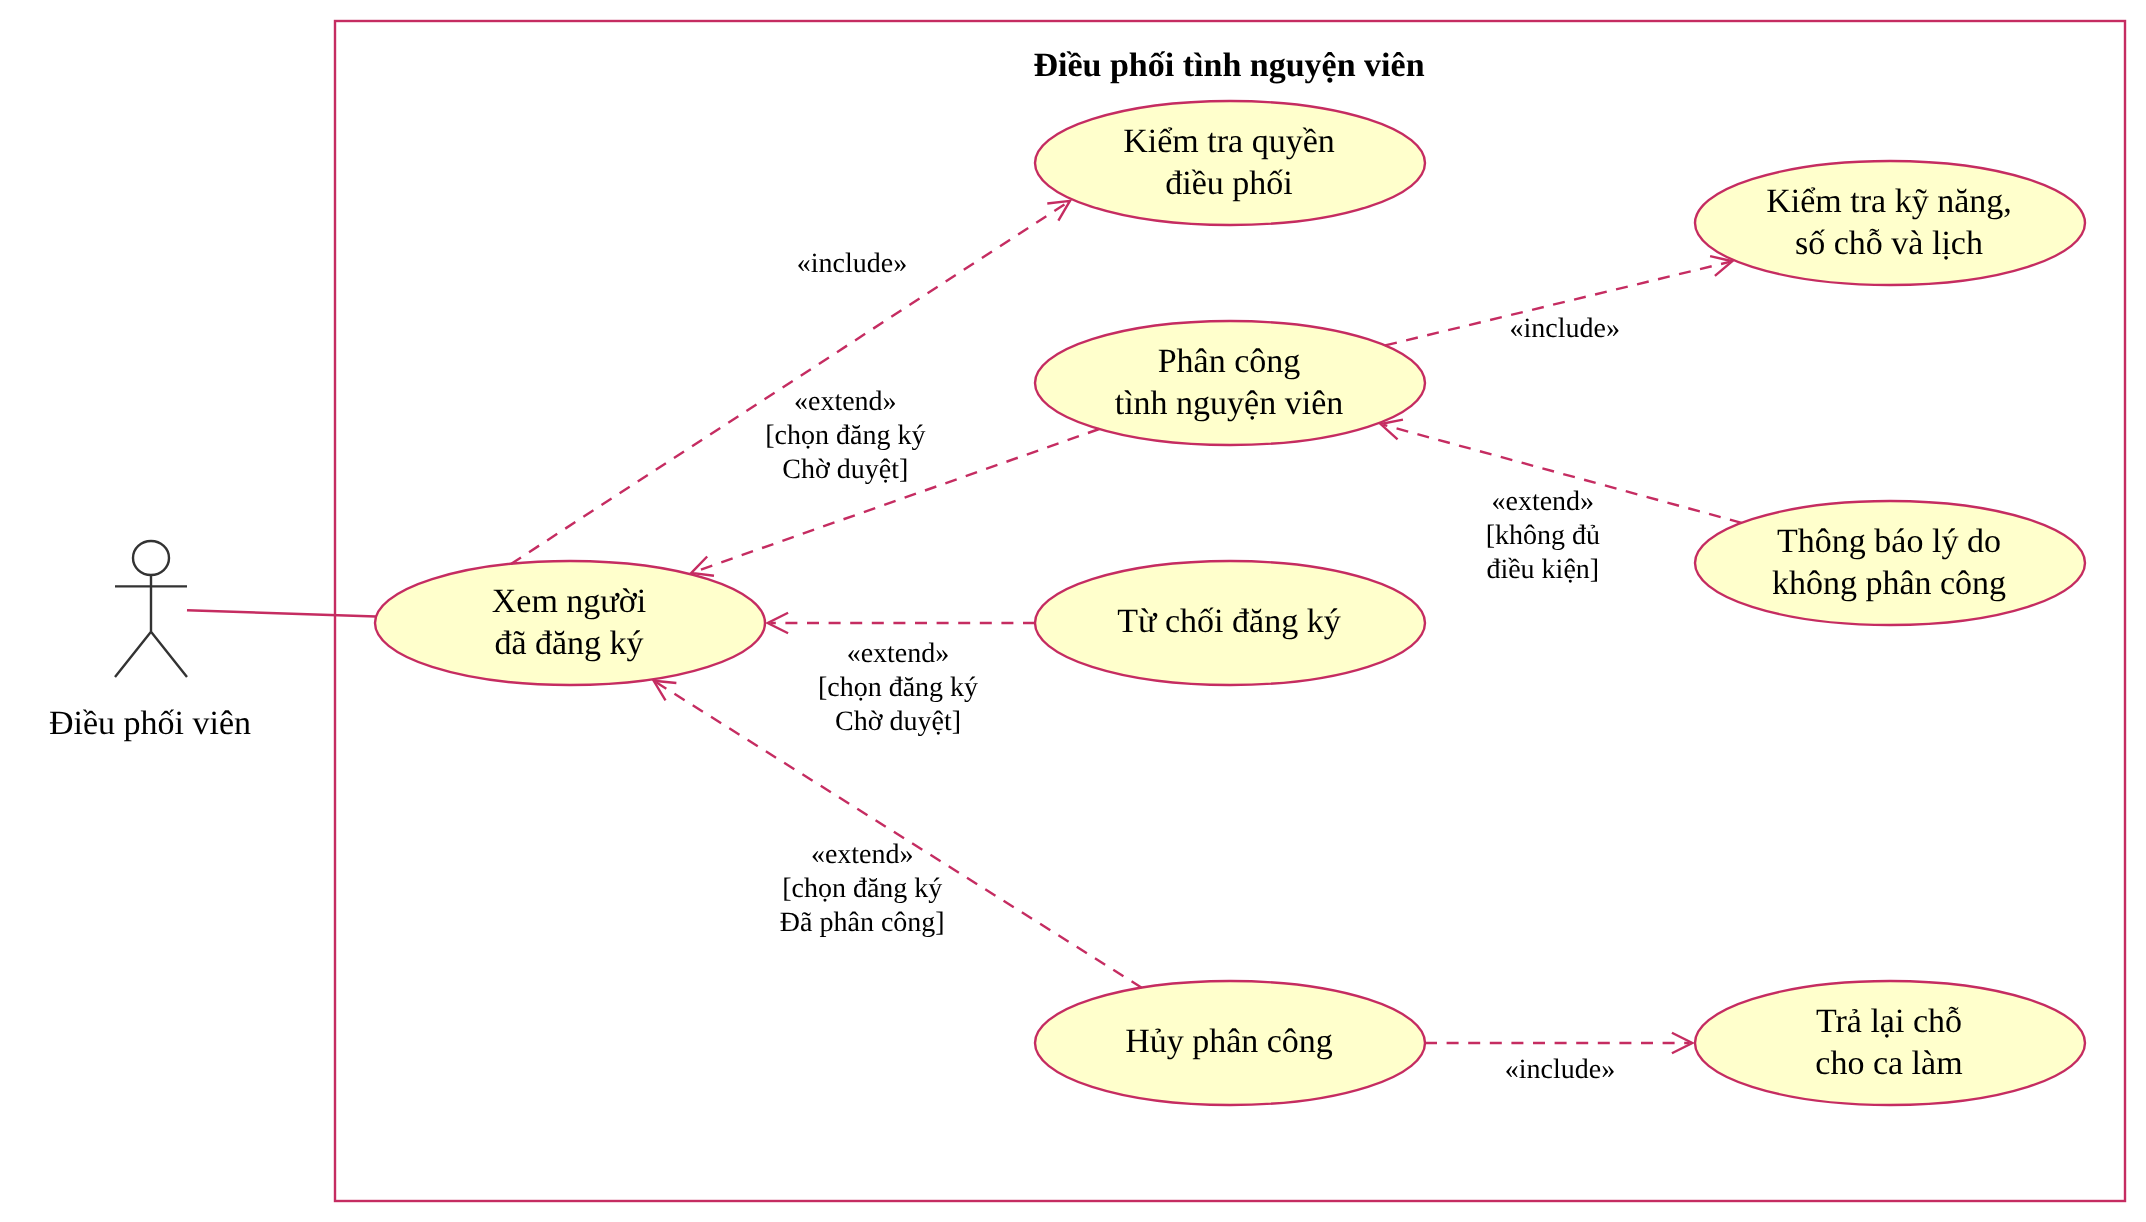 Điều phối tình nguyện viên
Kiểm tra quyền
điều phối
Kiểm tra kỹ năng,
số chỗ và lịch
«include»
«include»
Phân công
tình nguyện viên
«extend»
[chọn đăng ký
Chờ duyệt]
«extend»
[không đủ
điều kiện]
Thông báo lý do
không phân công
Xem người
đã đăng ký
Từ chối đăng ký
«extend»
[chọn đăng ký
Chờ duyệt]
Điều phối viên
«extend»
[chọn đăng ký
Đã phân công]
Hủy phân công
«include»
Trả lại chỗ
cho ca làm